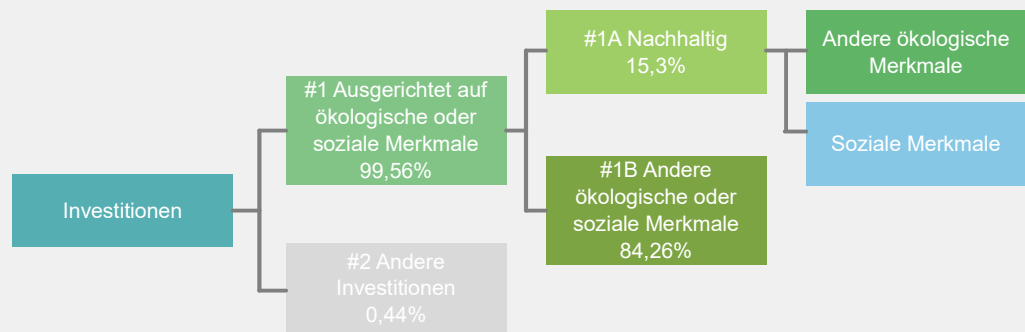 Investitionen
#1 Ausgerichtet auf
ökologische oder
soziale Merkmale
99,56%
#2 Andere
Investitionen
0,44%
#1A Nachhaltig
15,3%
#1B Andere
ökologische oder
soziale Merkmale
84,26%
Andere ökologische
Merkmale
Soziale Merkmale